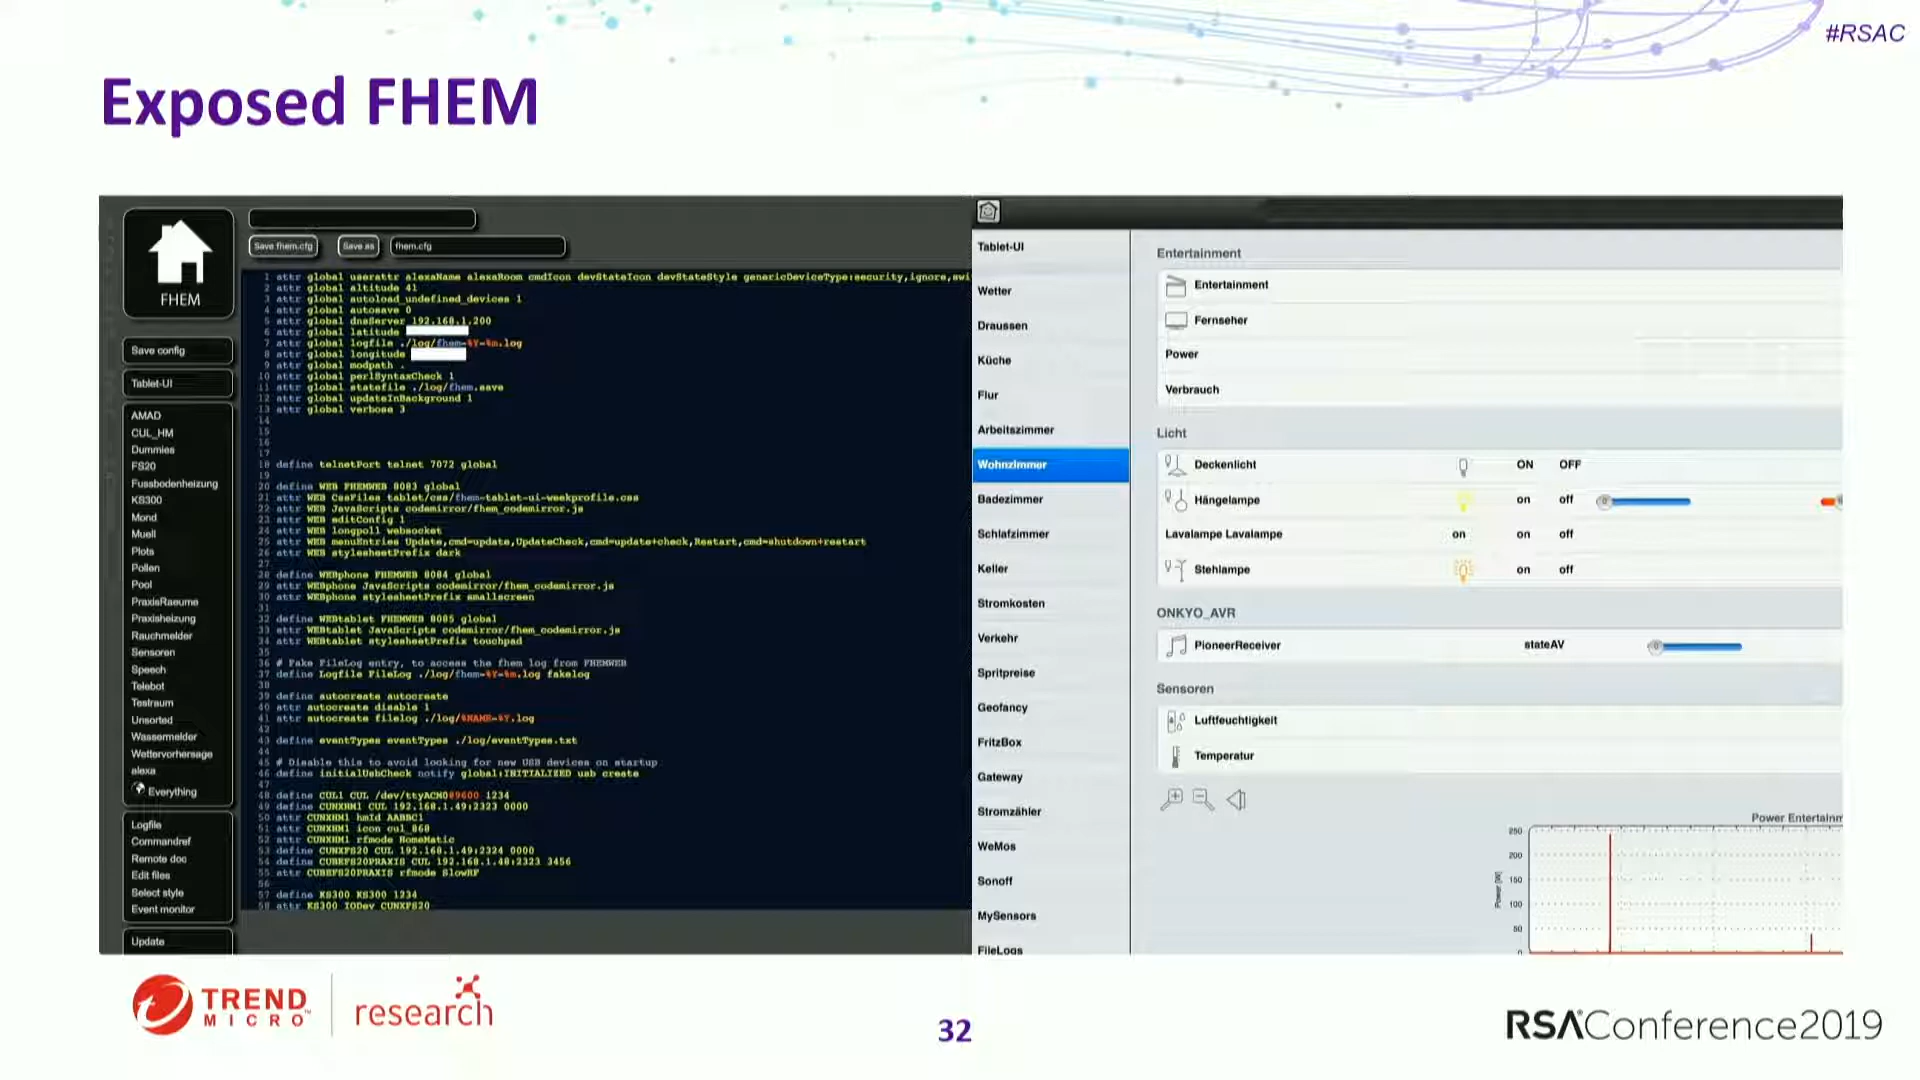 #RSAC
Exposed FHEM
FHEM
Save fhem.cfg
Save as
fhem.cfg
Save config
Tablet-UI
AMAD
CUL_HM
Dummies
FS20
Fussbodenheizung
KS300
Mond
Muell
Plots
Pollen
Pool
PraxisRaeume
Praxisheizung
Rauchmelder
Sensoren
Speech
Telebot
Testraum
Unsorted
Wassermelder
Wettervorhersage
alexa
Everything
Logfile
Commandref
Remote doc
Edit files
Select style
Event monitor
Update
1 attr global userattr alexaName alexaRoom cmdIcon devStateIcon devStateStyle genericDeviceType:security,ignore,swi
2 attr global altitude 41
3 attr global autoload_undefined_devices 1
4 attr global autosave 0
5 attr global dnsServer 192.168.1.200
6 attr global latitude
7 attr global logfile ./log/fhem-%Y-%m.log
8 attr global longitude
9 attr global modpath .
10 attr global perlSyntaxCheck 1
11 attr global statefile ./log/fhem.save
12 attr global updateInBackground 1
13 attr global verbose 3
14
15
16
17
18 define telnetPort telnet 7072 global
19
20 define WEB FHEMWEB 8083 global
21 attr WEB CssFiles tablet/css/fhem-tablet-ui-weekprofile.css
22 attr WEB JavaScripts codemirror/fhem_codemirror.js
23 attr WEB editConfig 1
24 attr WEB longpoll websocket
25 attr WEB menuEntries Update,cmd=update,UpdateCheck,cmd=update+check,Restart,cmd=shutdown+restart
26 attr WEB stylesheetPrefix dark
27
28 define WEBphone FHEMWEB 8084 global
29 attr WEBphone JavaScripts codemirror/fhem_codemirror.js
30 attr WEBphone stylesheetPrefix smallscreen
31
32 define WEBtablet FHEMWEB 8085 global
33 attr WEBtablet JavaScripts codemirror/fhem_codemirror.js
34 attr WEBtablet stylesheetPrefix touchpad
35
36 # Fake FileLog entry, to access the fhem log from FHEMWEB
37 define Logfile FileLog ./log/fhem-%Y-%m.log fakelog
38
39 define autocreate autocreate
40 attr autocreate disable 1
41 attr autocreate filelog ./log/%NAME-%Y.log
42
43 define eventTypes eventTypes ./log/eventTypes.txt
44
45 # Disable this to avoid looking for new USB devices on startup
46 define initialUsbCheck notify global:INITIALIZED usb create
47
48 define CUL1 CUL /dev/ttyACM0@9600 1234
49 define CUNXHM1 CUL 192.168.1.49:2323 0000
50 attr CUNXHM1 hmId AABBC1
51 attr CUNXHM1 icon cul_868
52 attr CUNXHM1 rfmode HomeMatic
53 define CUNXFS20 CUL 192.168.1.49:2324 0000
54 define CUBEFS20PRAXIS CUL 192.168.1.48:2323 3456
55 attr CUBEFS20PRAXIS rfmode SlowRF
56
57 define KS300 KS300 1234
58 attr KS300 IODev CUNXFS20
Tablet-UI
Wetter
Draussen
Küche
Flur
Arbeitszimmer
Wohnzimmer
Badezimmer
Schlafzimmer
Keller
Stromkosten
Verkehr
Spritpreise
Geofancy
FritzBox
Gateway
Stromzähler
WeMos
Sonoff
MySensors
FileLogs
Entertainment
Entertainment
Fernseher
Power
Verbrauch
Licht
Deckenlicht ON OFF
Hängelampe on off
Lavalampe Lavalampe on on off
Stehlampe on off
ONKYO_AVR
PioneerReceiver stateAV
Sensoren
Luftfeuchtigkeit
Temperatur
Power Entertainm
Power [W]
250
200
150
100
50
0
TREND MICRO™
research
32
RSAConference2019